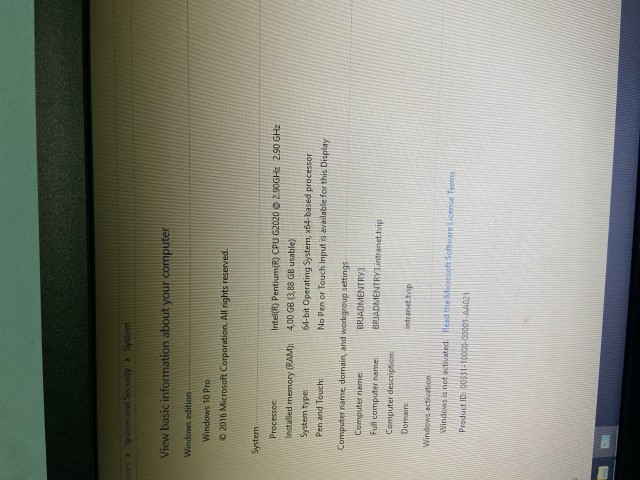 System and Security > System
View basic information about your computer
Windows edition
Windows 10 Pro
© 2016 Microsoft Corporation. All rights reserved.
System
Processor: Intel(R) Pentium(R) CPU G2020 @ 2.90GHz 2.90 GHz
Installed memory (RAM): 4,00 GB (3,88 GB usable)
System type: 64-bit Operating System, x64-based processor
Pen and Touch: No Pen or Touch Input is available for this Display
Computer name, domain, and workgroup settings
Computer name: BRJADMENTRY3
Full computer name: BRJADMENTRY3.intranet.tvip
Computer description:
Domain: intranet.tvip
Windows activation
Windows is not activated. Read the Microsoft Software License Terms
Product ID: 00331-10000-00001-AA021